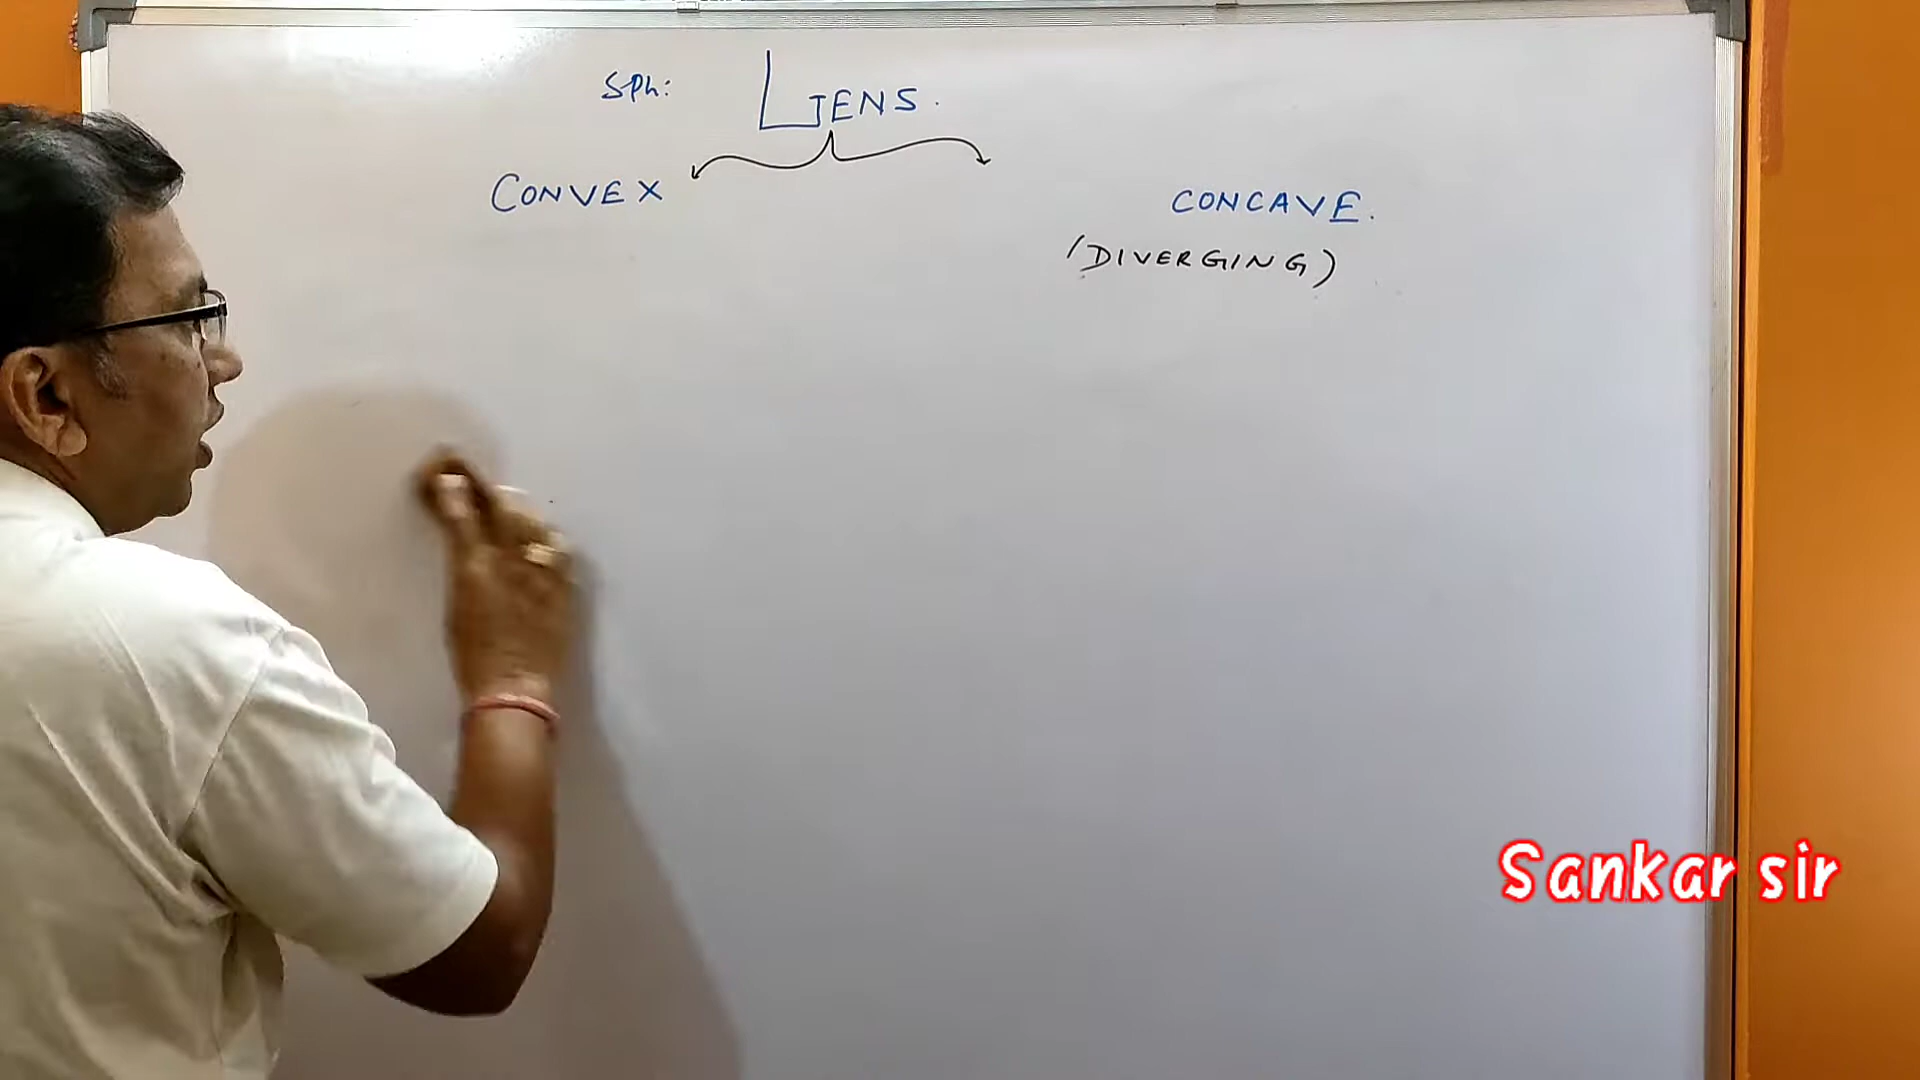 Sph: LENS.
CONVEX
CONCAVE.
(DIVERGING)
Sankar sir